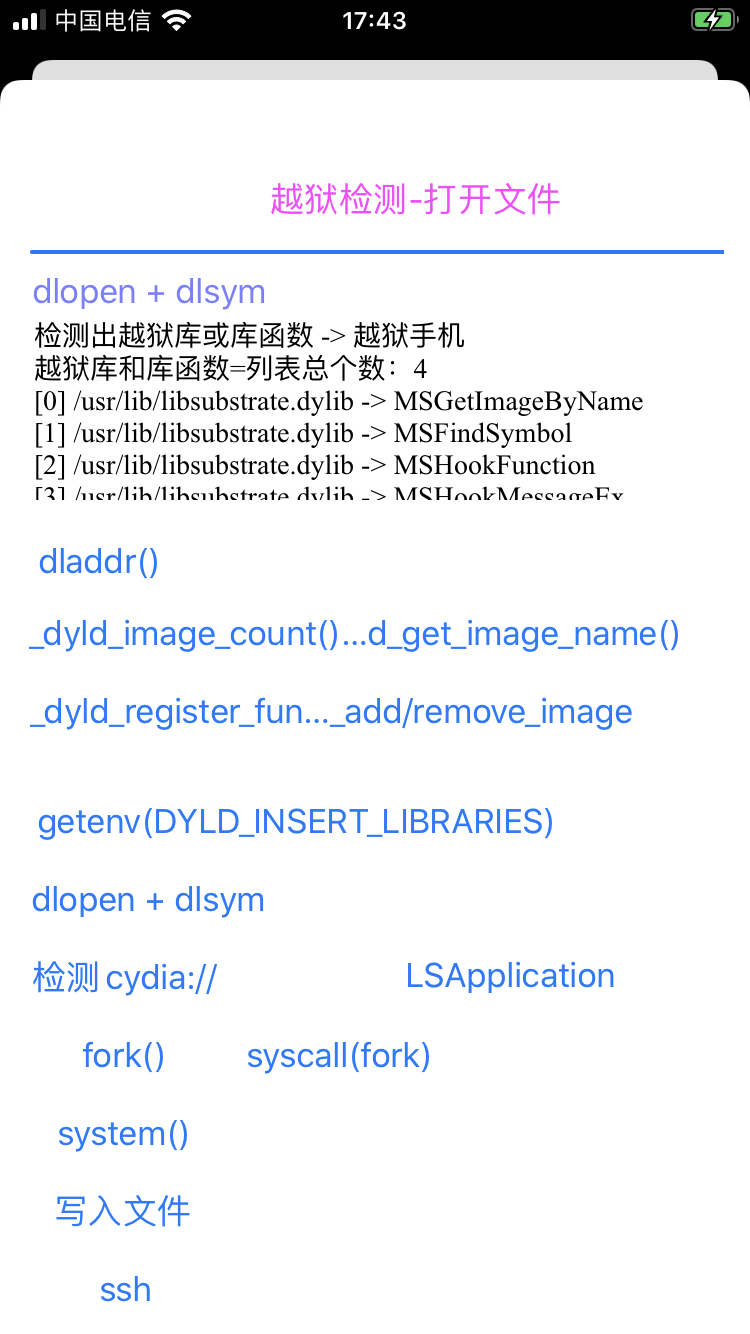 中国电信 17:43
越狱检测-打开文件
dlopen + dlsym
检测出越狱库或库函数 -> 越狱手机
越狱库和库函数=列表总个数：4
[0] /usr/lib/libsubstrate.dylib -> MSGetImageByName
[1] /usr/lib/libsubstrate.dylib -> MSFindSymbol
[2] /usr/lib/libsubstrate.dylib -> MSHookFunction
[3] /usr/lib/libsubstrate.dylib -> MSHookMessageEx
dladdr()
_dyld_image_count()...d_get_image_name()
_dyld_register_fun..._add/remove_image
getenv(DYLD_INSERT_LIBRARIES)
dlopen + dlsym
检测 cydia:// LSApplication
fork() syscall(fork)
system()
写入文件
ssh